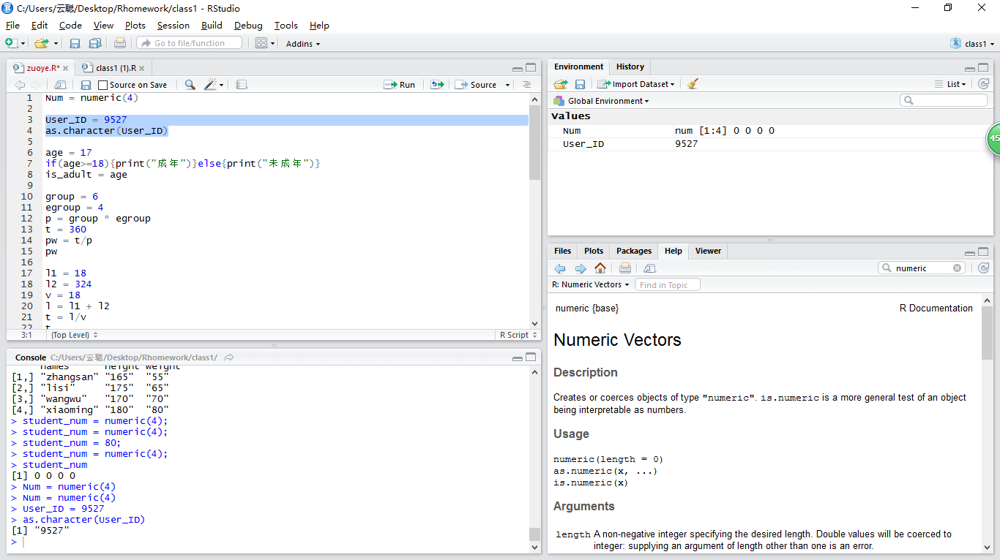 C:/Users/云聪/Desktop/Rhomework/class1 - RStudio
File Edit Code View Plots Session Build Debug Tools Help
Go to file/function Addins class1
zuoye.R* class1 (1).R
Source on Save Run Source
1 Num = numeric(4)
2
3 User_ID = 9527
4 as.character(User_ID)
5
6 age = 17
7 if(age>=18){print("成年")}else{print("未成年")}
8 is_adult = age
9
10 group = 6
11 egroup = 4
12 p = group * egroup
13 t = 360
14 pw = t/p
15 pw
16
17 l1 = 18
18 l2 = 324
19 v = 18
20 l = l1 + l2
21 t = l/v
22 t
3:1 (Top Level) R Script
Console C:/Users/云聪/Desktop/Rhomework/class1/
names height weight
[1,] "zhangsan" "165" "55"
[2,] "lisi" "175" "65"
[3,] "wangwu" "170" "70"
[4,] "xiaoming" "180" "80"
> student_num = numeric(4);
> student_num = numeric(4);
> student_num = 80;
> student_num = numeric(4);
> student_num
[1] 0 0 0 0
> Num = numeric(4)
> Num = numeric(4)
> User_ID = 9527
> as.character(User_ID)
[1] "9527"
>
Environment History
Import Dataset List
Global Environment
Values
Num num [1:4] 0 0 0 0
User_ID 9527
45
Files Plots Packages Help Viewer
numeric
R: Numeric Vectors Find in Topic
numeric {base} R Documentation
Numeric Vectors
Description
Creates or coerces objects of type "numeric". is.numeric is a more general test of an object
being interpretable as numbers.
Usage
numeric(length = 0)
as.numeric(x, ...)
is.numeric(x)
Arguments
length A non-negative integer specifying the desired length. Double values will be coerced to
integer: supplying an argument of length other than one is an error.